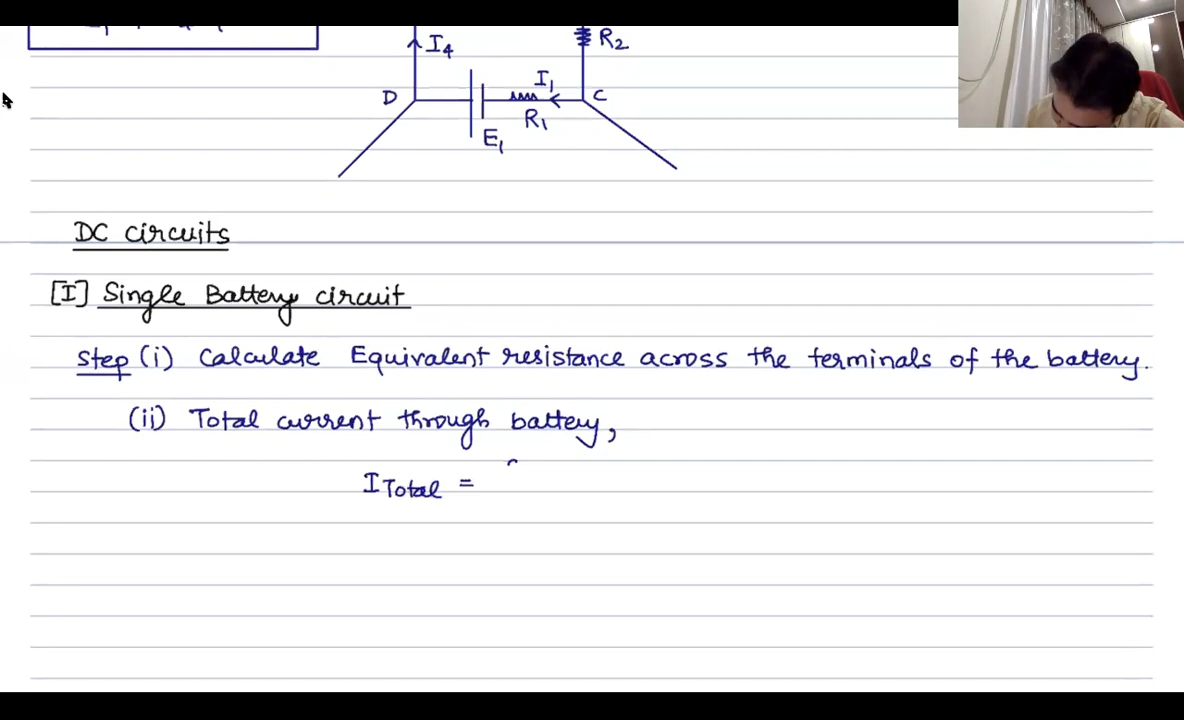 I4
R2
D
I1
C
R1
E1
DC circuits
[I] Single Battery circuit
Step (i) Calculate Equivalent resistance across the terminals of the battery.
(ii) Total current through battery,
I Total =